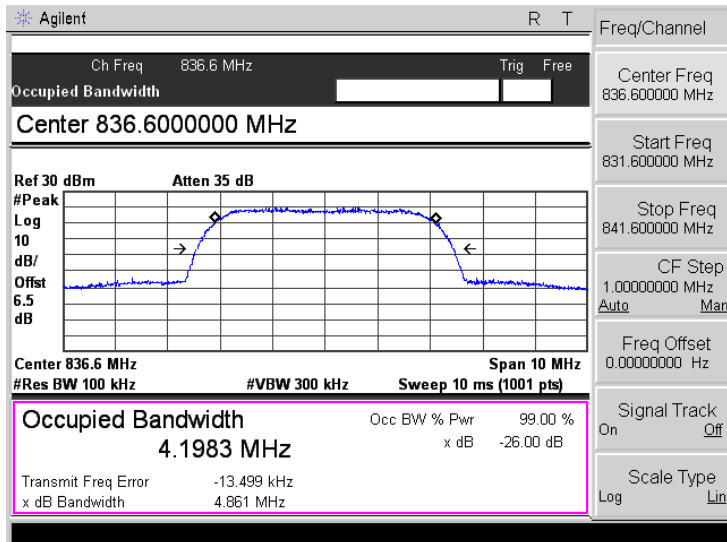 Agilent R T
Freq/Channel
Ch Freq 836.6 MHz Trig Free
Occupied Bandwidth
Center 836.6000000 MHz
Ref 30 dBm Atten 35 dB
#Peak
Log
10
dB/
Offst
6.5
dB
Center 836.6 MHz Span 10 MHz
#Res BW 100 kHz #VBW 300 kHz Sweep 10 ms (1001 pts)
Occupied Bandwidth Occ BW % Pwr 99.00 %
4.1983 MHz x dB -26.00 dB
Transmit Freq Error -13.499 kHz
x dB Bandwidth 4.861 MHz
Center Freq
836.600000 MHz
Start Freq
831.600000 MHz
Stop Freq
841.600000 MHz
CF Step
1.00000000 MHz
Auto Man
Freq Offset
0.00000000 Hz
Signal Track
On Off
Scale Type
Log Lin